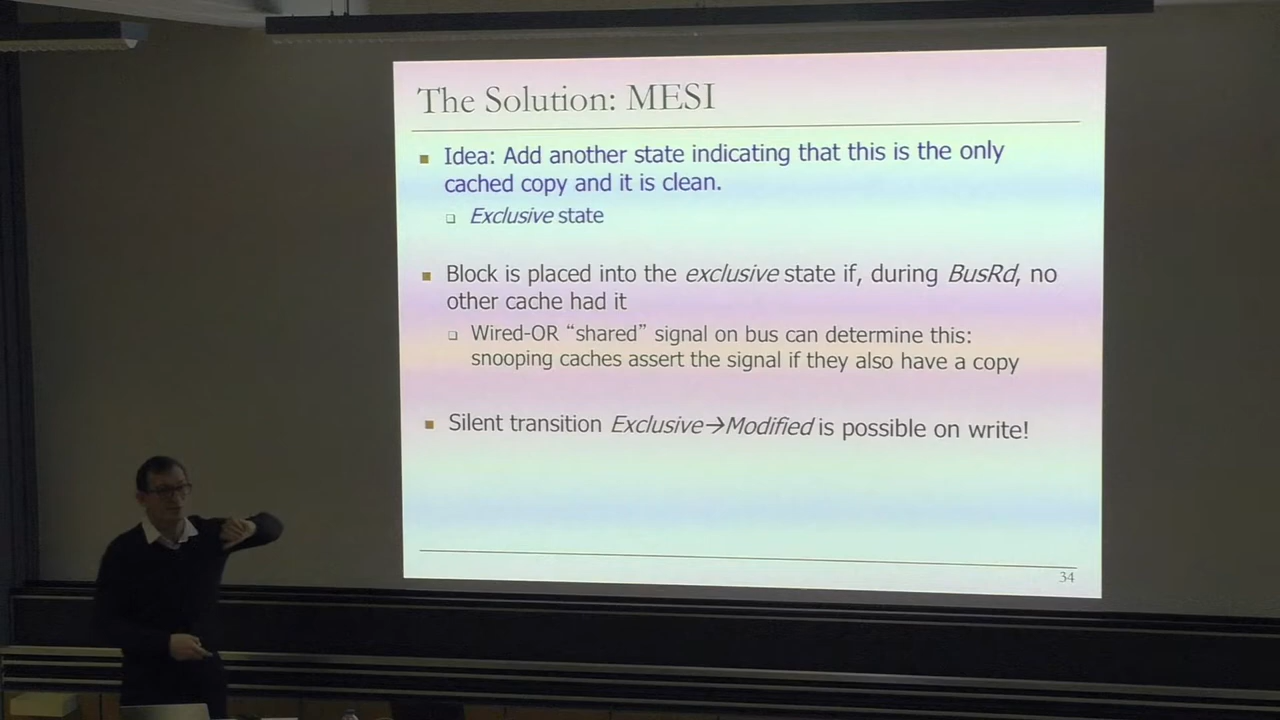 The Solution: MESI
■ Idea: Add another state indicating that this is the only
cached copy and it is clean.
❑ Exclusive state
■ Block is placed into the exclusive state if, during BusRd, no
other cache had it
❑ Wired-OR “shared” signal on bus can determine this:
snooping caches assert the signal if they also have a copy
■ Silent transition Exclusive→Modified is possible on write!
34